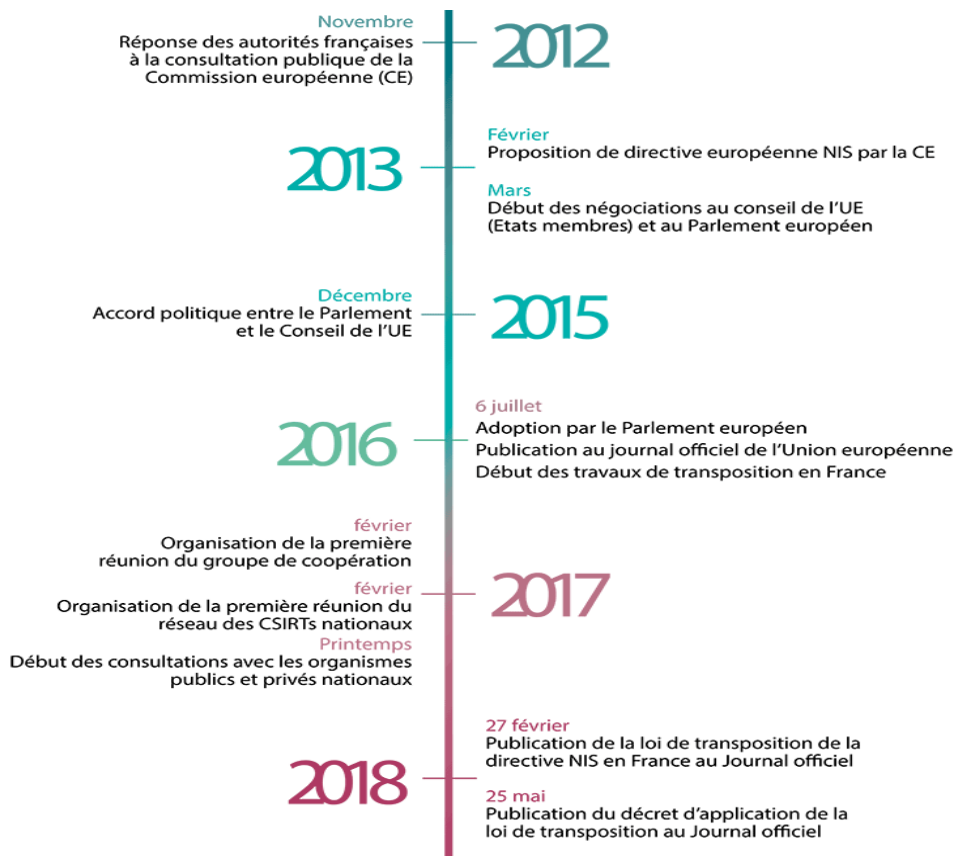 2012
Novembre
Réponse des autorités françaises
à la consultation publique de la
Commission européenne (CE)
2013
Février
Proposition de directive européenne NIS par la CE
Mars
Début des négociations au conseil de l'UE
(Etats membres) et au Parlement européen
2015
Décembre
Accord politique entre le Parlement
et le Conseil de l'UE
2016
6 juillet
Adoption par le Parlement européen
Publication au journal officiel de l'Union européenne
Début des travaux de transposition en France
2017
février
Organisation de la première
réunion du groupe de coopération
février
Organisation de la première réunion du
réseau des CSIRTs nationaux
Printemps
Début des consultations avec les organismes
publics et privés nationaux
2018
27 février
Publication de la loi de transposition de la
directive NIS en France au Journal officiel
25 mai
Publication du décret d'application de la
loi de transposition au Journal officiel